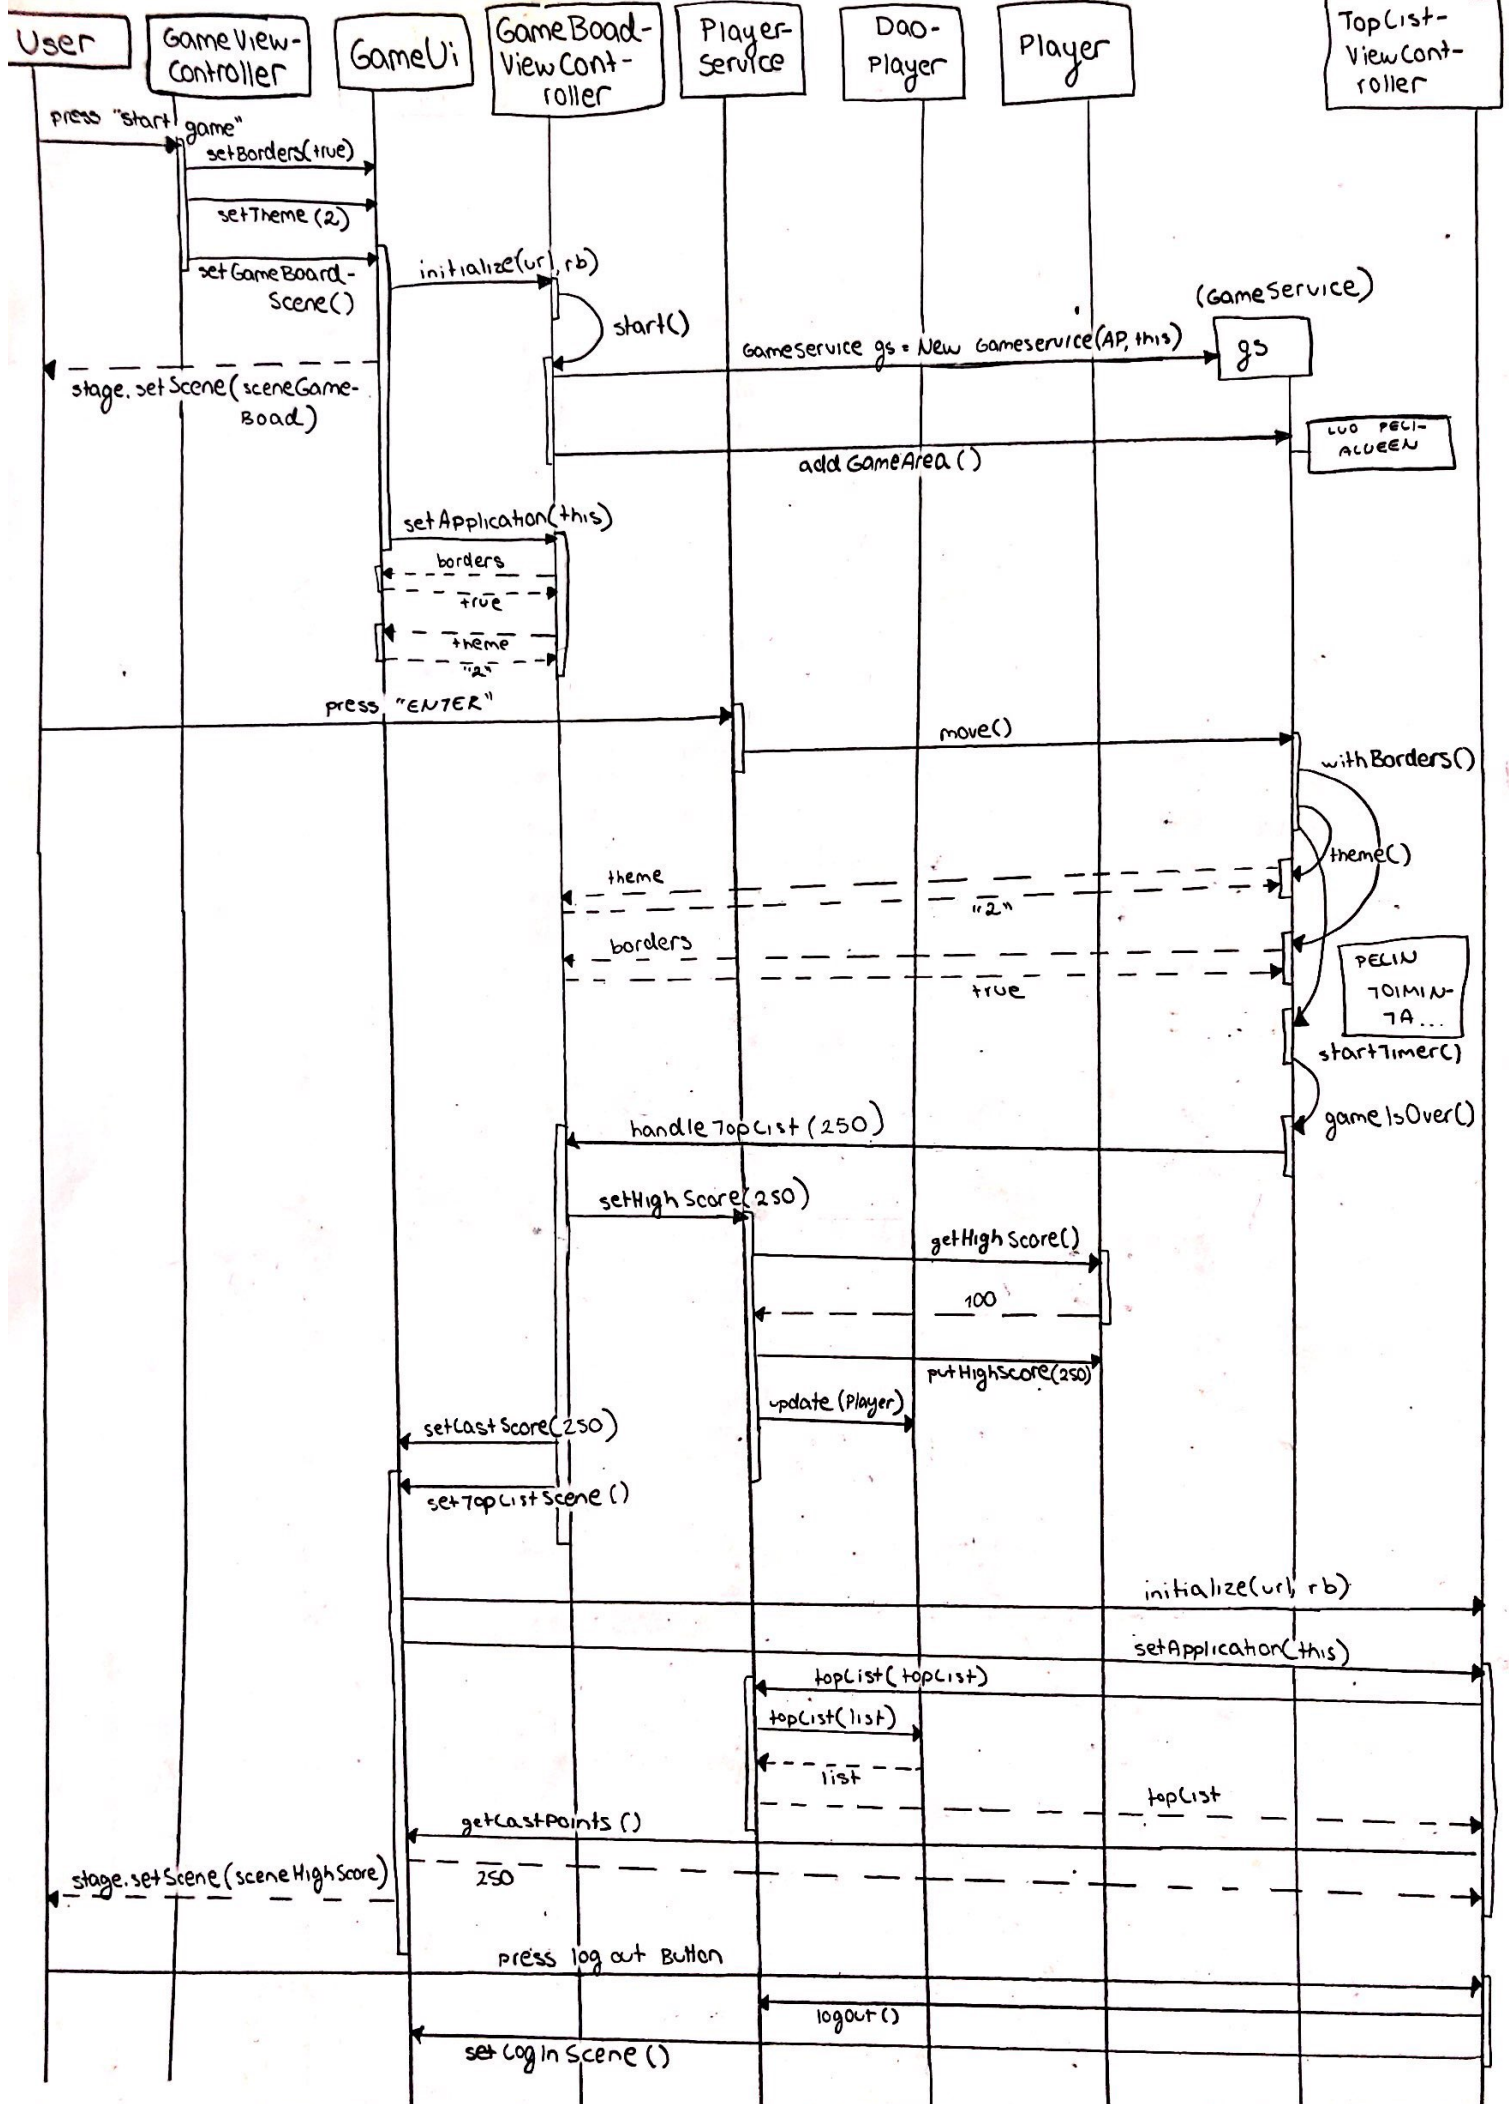 User
GameView-
controller
GameUi
GameBoad-
ViewCont-
roller
Player-
Service
Dao-
Player
Player
TopList-
ViewCont-
roller
press "start game"
setBorders(true)
setTheme (2)
setGameBoard-
Scene()
initialize(url, rb)
start()
(GameService)
Gameservice gs = New Gameservice(AP, this)
gs
stage.setScene(sceneGame-
Boad)
LUO PELI-
ALUEEN
addGameArea ()
setApplication(this)
borders
true
theme
"2"
press "ENTER"
move()
withBorders()
theme()
theme
"2"
borders
true
PELIN
TOIMIN-
TA...
startTimer()
gameIsOver()
handleTopList (250)
setHighScore(250)
getHighScore()
100
putHighscore(250)
update (Player)
setLastScore(250)
setTopListScene ()
initialize(url, rb)
setApplication(this)
topList(topList)
topList(list)
list
topList
getLastPoints ()
250
stage.setScene(sceneHighScore)
press log out Button
logout ()
setLogInScene ()